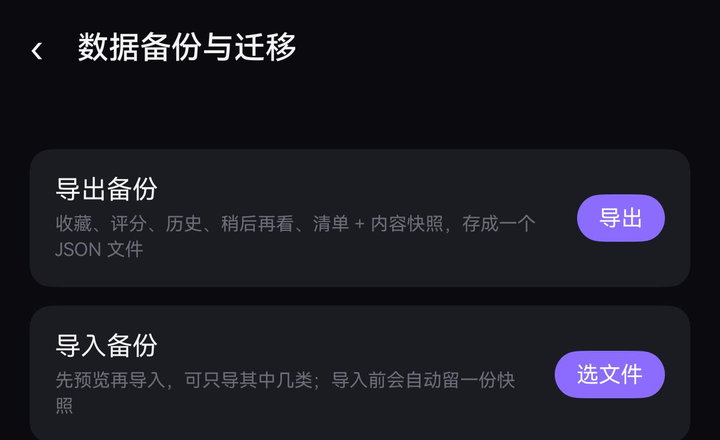 ‹ 数据备份与迁移
导出备份
收藏、评分、历史、稍后再看、清单 + 内容快照，存成一个
JSON 文件
导出
导入备份
先预览再导入，可只导其中几类；导入前会自动留一份快
照
选文件